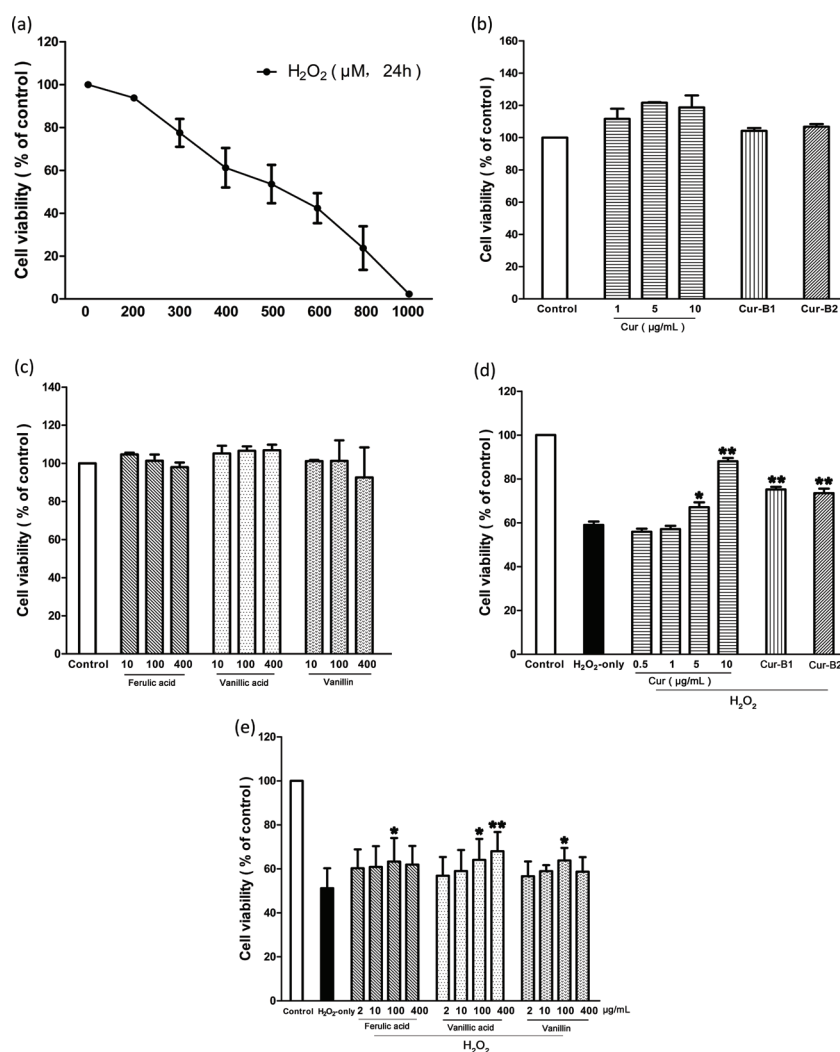 (a)
120
100
80
60
40
20
0
Cell viability ( % of control )
H₂O₂ ( μM， 24h )
0 200 300 400 500 600 800 1000
(b)
160
140
120
100
80
60
40
20
0
Cell viability ( % of control )
Control 1 5 10 Cur-B1 Cur-B2
Cur ( μg/mL )
(c)
140
120
100
80
60
40
20
0
Cell viability ( % of control )
Control 10 100 400 10 100 400 10 100 400
Ferulic acid Vanillic acid Vanillin
(d)
120
100
80
60
40
20
0
Cell viability ( % of control )
* ** ** **
Control H₂O₂-only 0.5 1 5 10 Cur-B1 Cur-B2
Cur ( μg/mL )
H₂O₂
(e)
120
100
80
60
40
20
0
Cell viability ( % of control )
* * ** *
Control H₂O₂-only 2 10 100 400 2 10 100 400 2 10 100 400 μg/mL
Ferulic acid Vanillic acid Vanillin
H₂O₂